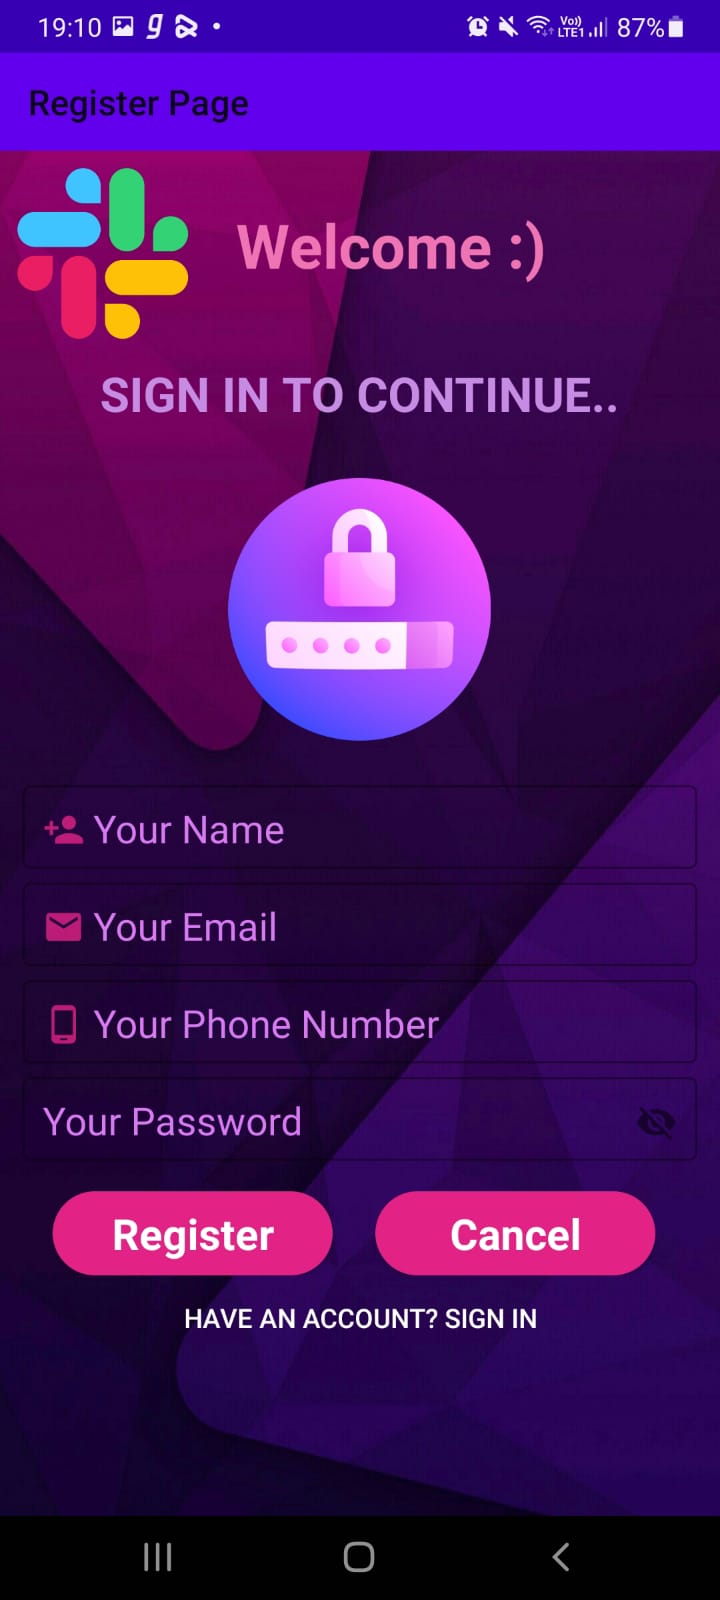 19:10 g Vo)) LTE1 87%
Register Page
Welcome :)
SIGN IN TO CONTINUE..
Your Name
Your Email
Your Phone Number
Your Password
Register Cancel
HAVE AN ACCOUNT? SIGN IN